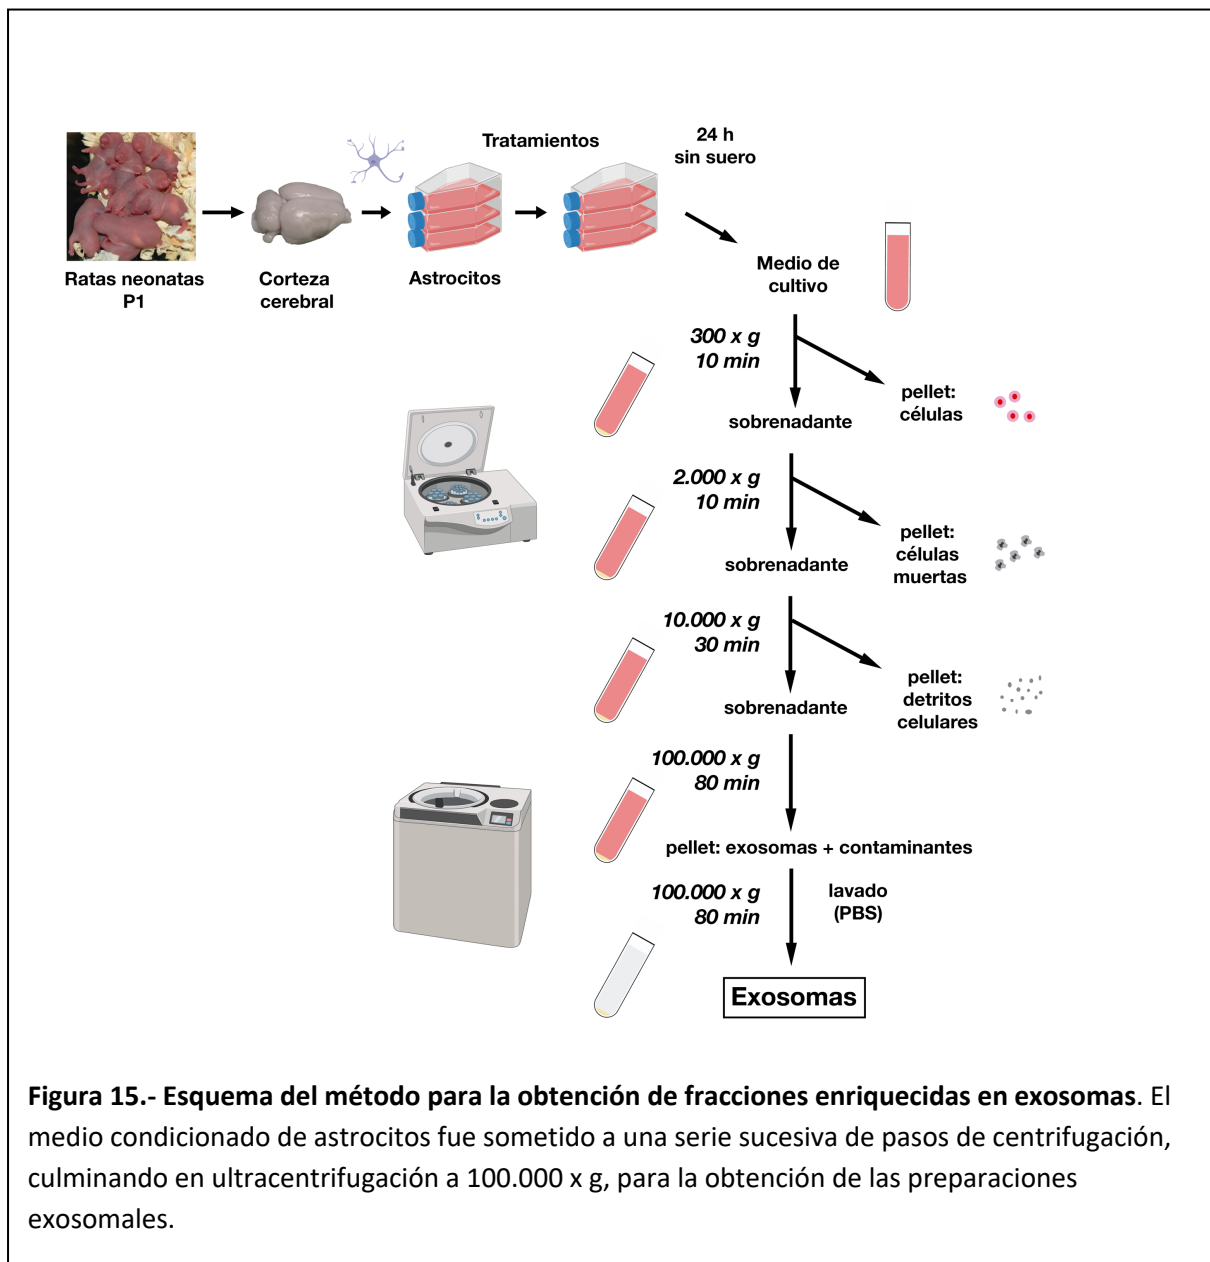 Tratamientos
24 h
sin suero
Ratas neonatas
P1
Corteza
cerebral
Astrocitos
Medio de
cultivo
300 x g
10 min
pellet:
células
sobrenadante
2.000 x g
10 min
pellet:
células
muertas
sobrenadante
10.000 x g
30 min
pellet:
detritos
celulares
sobrenadante
100.000 x g
80 min
pellet: exosomas + contaminantes
100.000 x g
80 min
lavado
(PBS)
Exosomas
Figura 15.- Esquema del método para la obtención de fracciones enriquecidas en exosomas. El
medio condicionado de astrocitos fue sometido a una serie sucesiva de pasos de centrifugación,
culminando en ultracentrifugación a 100.000 x g, para la obtención de las preparaciones
exosomales.